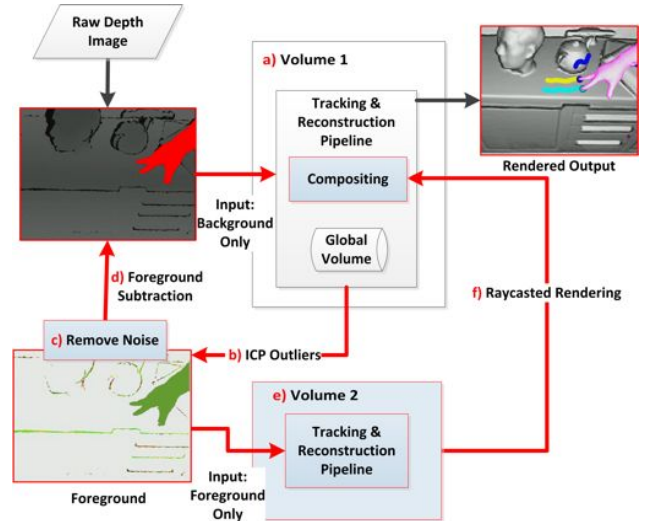 Raw Depth
Image
a) Volume 1
Tracking &
Reconstruction
Pipeline
Compositing
Global
Volume
Rendered Output
Input:
Background
Only
d) Foreground
Subtraction
f) Raycasted Rendering
c) Remove Noise
b) ICP Outliers
e) Volume 2
Tracking &
Reconstruction
Pipeline
Input:
Foreground
Only
Foreground